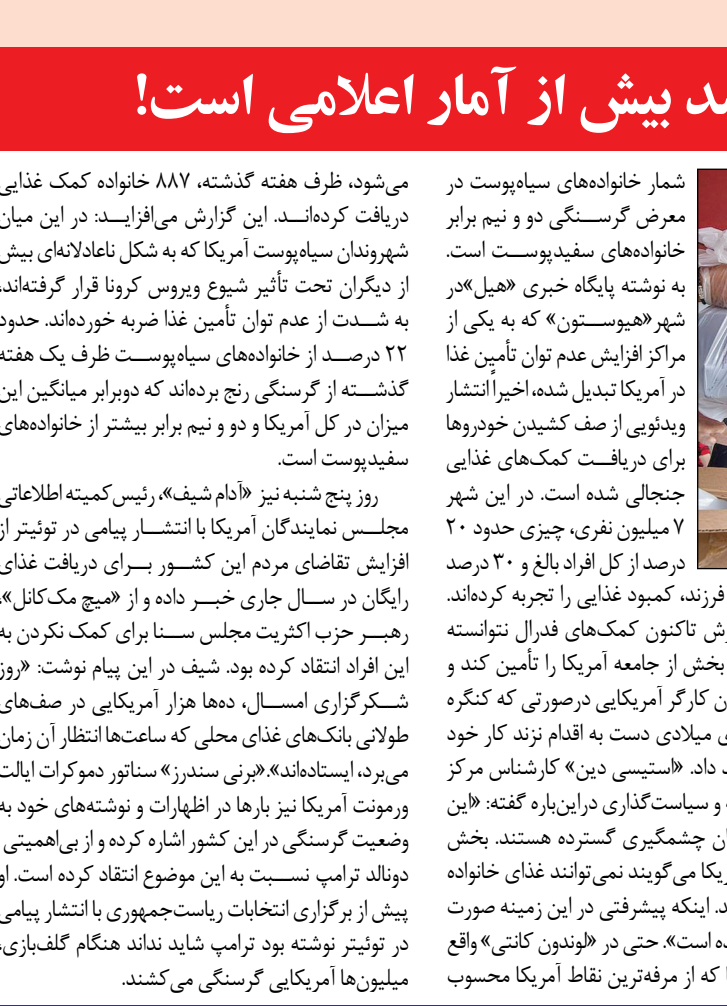 بیش از آمار اعلامی است!
شمار خانواده‌های سیاه‌پوست در
معرض گرسنگی دو و نیم برابر
خانواده‌های سفیدپوست است.
به نوشته پایگاه خبری «هیل»در
شهر«هیوستون» که به یکی از
مراکز افزایش عدم توان تأمین غذا
در آمریکا تبدیل شده، اخیراً انتشار
ویدئویی از صف کشیدن خودروها
برای دریافت کمک‌های غذایی
جنجالی شده است. در این شهر
۷ میلیون نفری، چیزی حدود ۲۰
درصد از کل افراد بالغ و ۳۰ درصد
فرزند، کمبود غذایی را تجربه کرده‌اند.
تاکنون کمک‌های فدرال نتوانسته
بخش از جامعه آمریکا را تأمین کند و
کارگر آمریکایی درصورتی که کنگره
میلادی دست به اقدام نزند کار خود
داد. «استیسی دین» کارشناس مرکز
و سیاست‌گذاری دراین‌باره گفته: «این
چشمگیری گسترده هستند. بخش
می‌گویند نمی‌توانند غذای خانواده
اینکه پیشرفتی در این زمینه صورت
است». حتی در «لوندون کانتی» واقع
که از مرفه‌ترین نقاط آمریکا محسوب
می‌شود، ظرف هفته گذشته، ۸۸۷ خانواده کمک غذایی
دریافت کرده‌اند. این گزارش می‌افزاید: در این میان
شهروندان سیاه‌پوست آمریکا که به شکل ناعادلانه‌ای بیش
از دیگران تحت تأثیر شیوع ویروس کرونا قرار گرفته‌اند،
به شدت از عدم توان تأمین غذا ضربه خورده‌اند. حدود
۲۲ درصد از خانواده‌های سیاه‌پوست ظرف یک هفته
گذشته از گرسنگی رنج برده‌اند که دوبرابر میانگین این
میزان در کل آمریکا و دو و نیم برابر بیشتر از خانواده‌های
سفیدپوست است.
روز پنج شنبه نیز «آدام شیف»، رئیس کمیته اطلاعاتی
مجلس نمایندگان آمریکا با انتشار پیامی در توئیتر از
افزایش تقاضای مردم این کشور برای دریافت غذای
رایگان در سال جاری خبر داده و از «میچ مک‌کانل»،
رهبر حزب اکثریت مجلس سنا برای کمک نکردن به
این افراد انتقاد کرده بود. شیف در این پیام نوشت: «روز
شکرگزاری امسال، ده‌ها هزار آمریکایی در صف‌های
طولانی بانک‌های غذای محلی که ساعت‌ها انتظار آن زمان
می‌برد، ایستاده‌اند».«برنی سندرز» سناتور دموکرات ایالت
ورمونت آمریکا نیز بارها در اظهارات و نوشته‌های خود به
وضعیت گرسنگی در این کشور اشاره کرده و از بی‌اهمیتی
دونالد ترامپ نسبت به این موضوع انتقاد کرده است. او
پیش از برگزاری انتخابات ریاست‌جمهوری با انتشار پیامی
در توئیتر نوشته بود ترامپ شاید نداند هنگام گلف‌بازی،
میلیون‌ها آمریکایی گرسنگی می‌کشند.